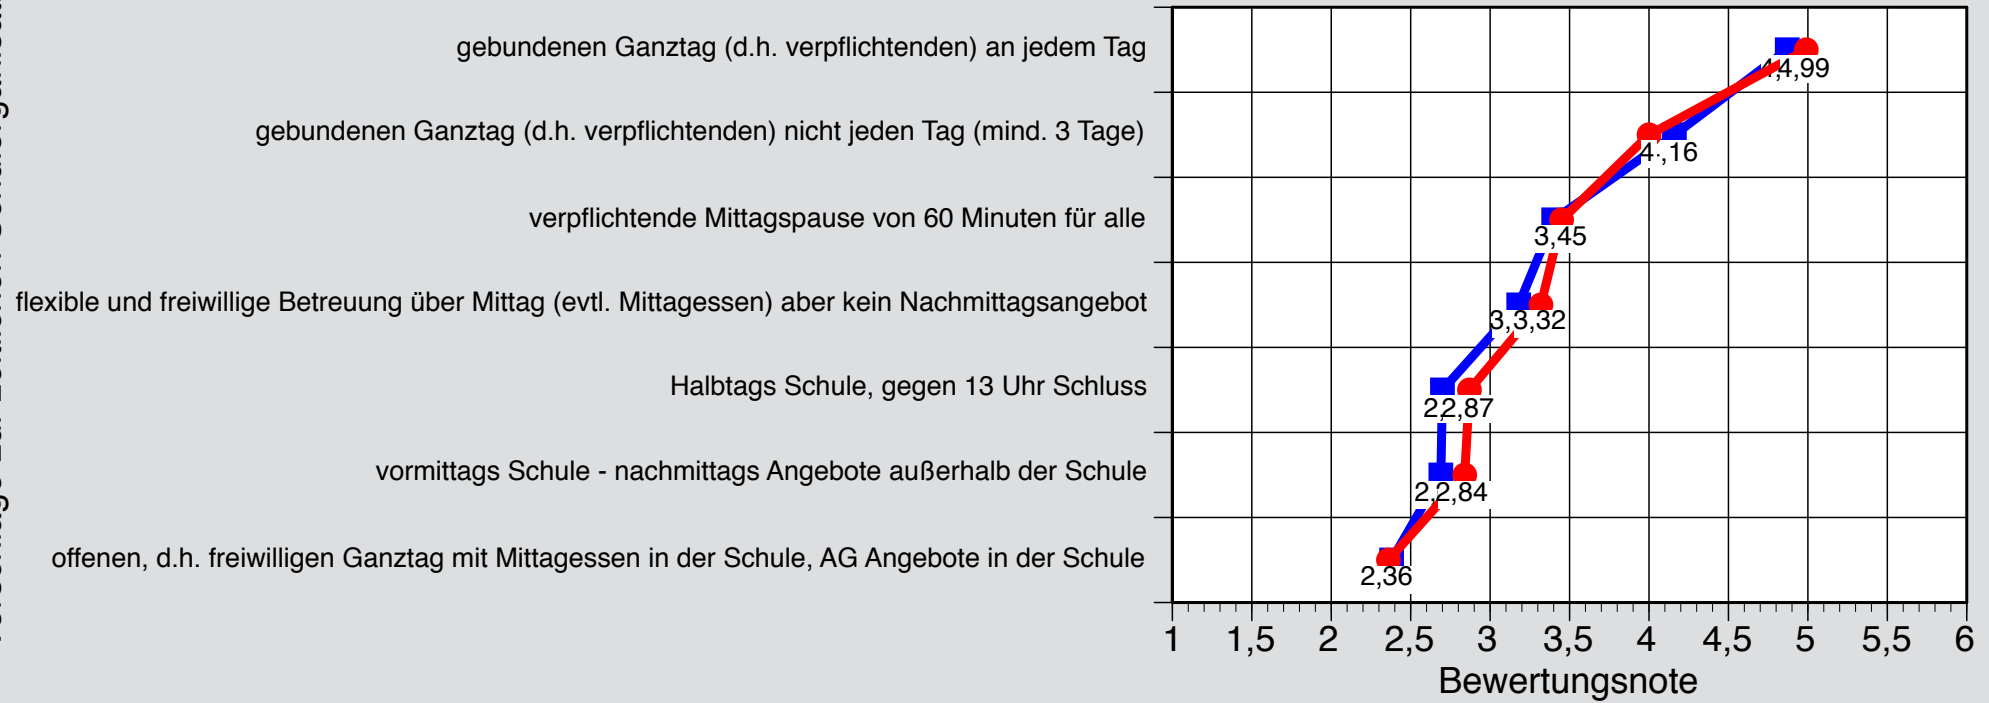 gebundenen Ganztag (d.h. verpflichtenden) an jedem Tag
4,99
gebundenen Ganztag (d.h. verpflichtenden) nicht jeden Tag (mind. 3 Tage)
4,16
verpflichtende Mittagspause von 60 Minuten für alle
3,45
flexible und freiwillige Betreuung über Mittag (evtl. Mittagessen) aber kein Nachmittagsangebot
3,32
Halbtags Schule, gegen 13 Uhr Schluss
2,87
vormittags Schule - nachmittags Angebote außerhalb der Schule
2,84
offenen, d.h. freiwilligen Ganztag mit Mittagessen in der Schule, AG Angebote in der Schule
2,36
1 1,5 2 2,5 3 3,5 4 4,5 5 5,5 6
Bewertungsnote